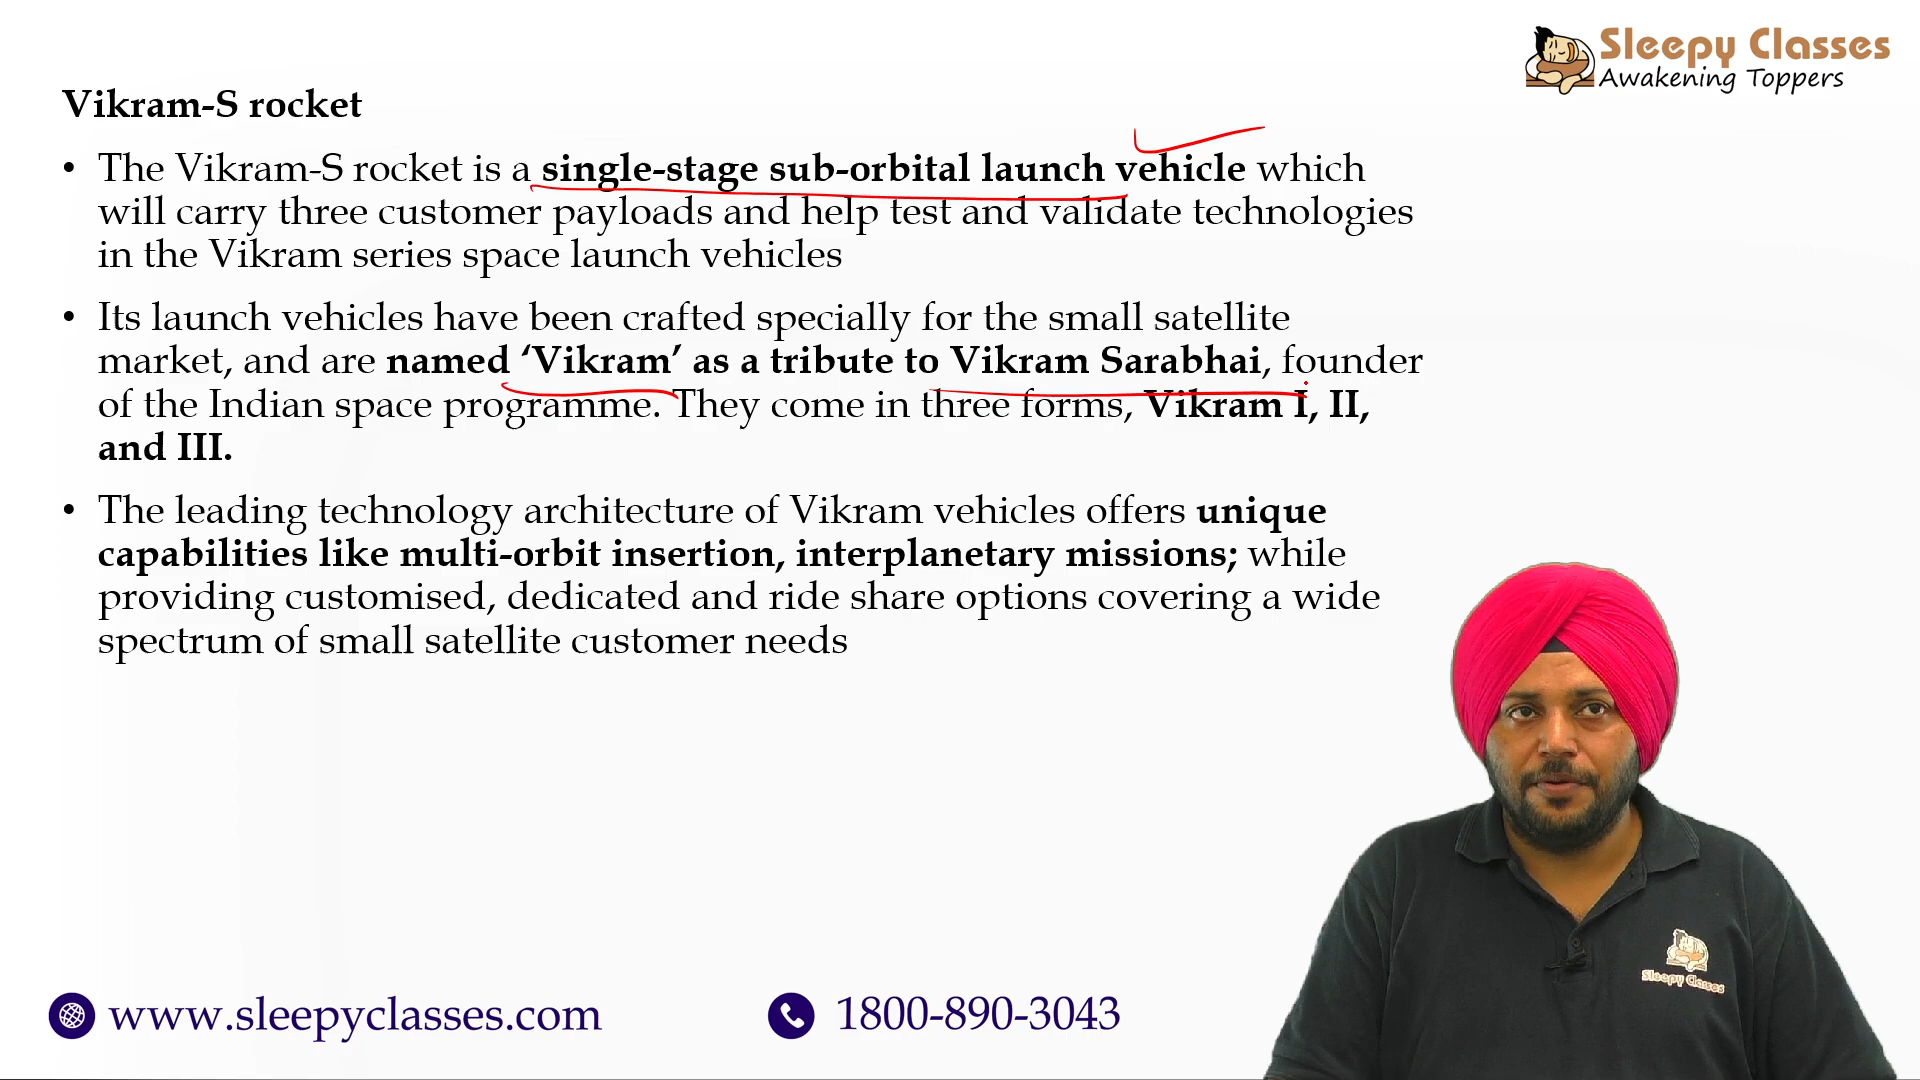 Sleepy Classes
Awakening Toppers
Vikram-S rocket
• The Vikram-S rocket is a single-stage sub-orbital launch vehicle which
will carry three customer payloads and help test and validate technologies
in the Vikram series space launch vehicles
• Its launch vehicles have been crafted specially for the small satellite
market, and are named ‘Vikram’ as a tribute to Vikram Sarabhai, founder
of the Indian space programme. They come in three forms, Vikram I, II,
and III.
• The leading technology architecture of Vikram vehicles offers unique
capabilities like multi-orbit insertion, interplanetary missions; while
providing customised, dedicated and ride share options covering a wide
spectrum of small satellite customer needs
Sleepy Classes
www.sleepyclasses.com
1800-890-3043